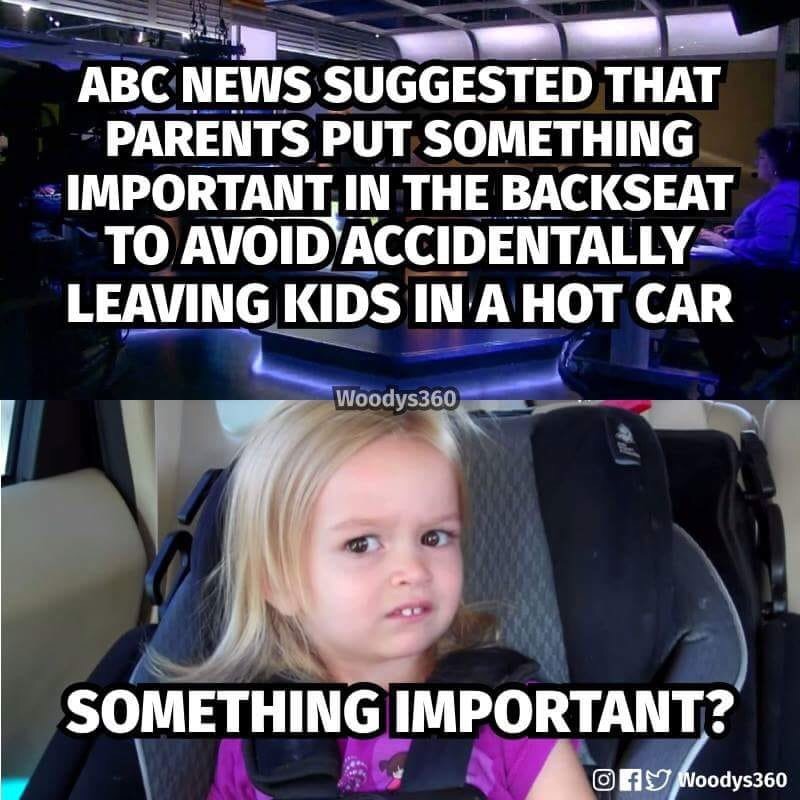 ABC NEWS SUGGESTED THAT
PARENTS PUT SOMETHING
IMPORTANT IN THE BACKSEAT
TO AVOID ACCIDENTALLY
LEAVING KIDS IN A HOT CAR
Woodys360
SOMETHING IMPORTANT?
Woodys360